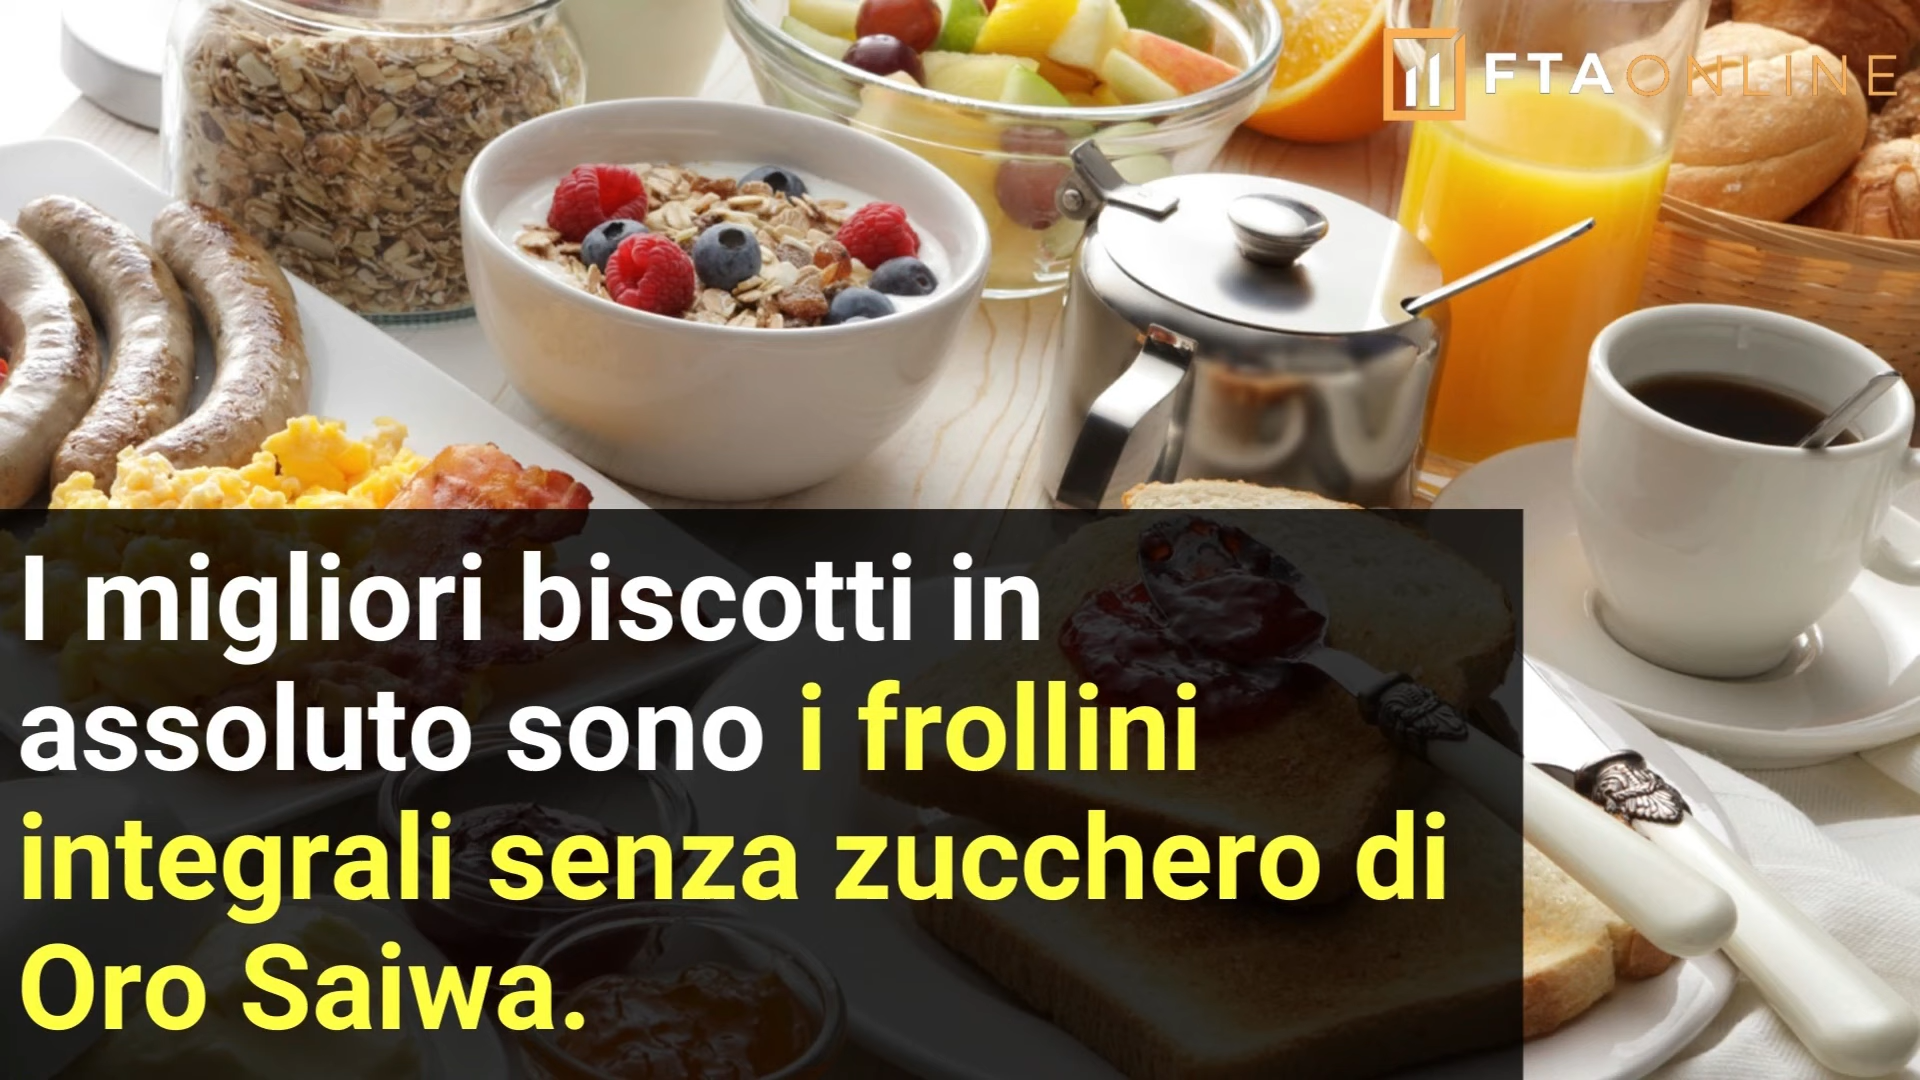 FTAONLINE
I migliori biscotti in
assoluto sono i frollini
integrali senza zucchero di
Oro Saiwa.